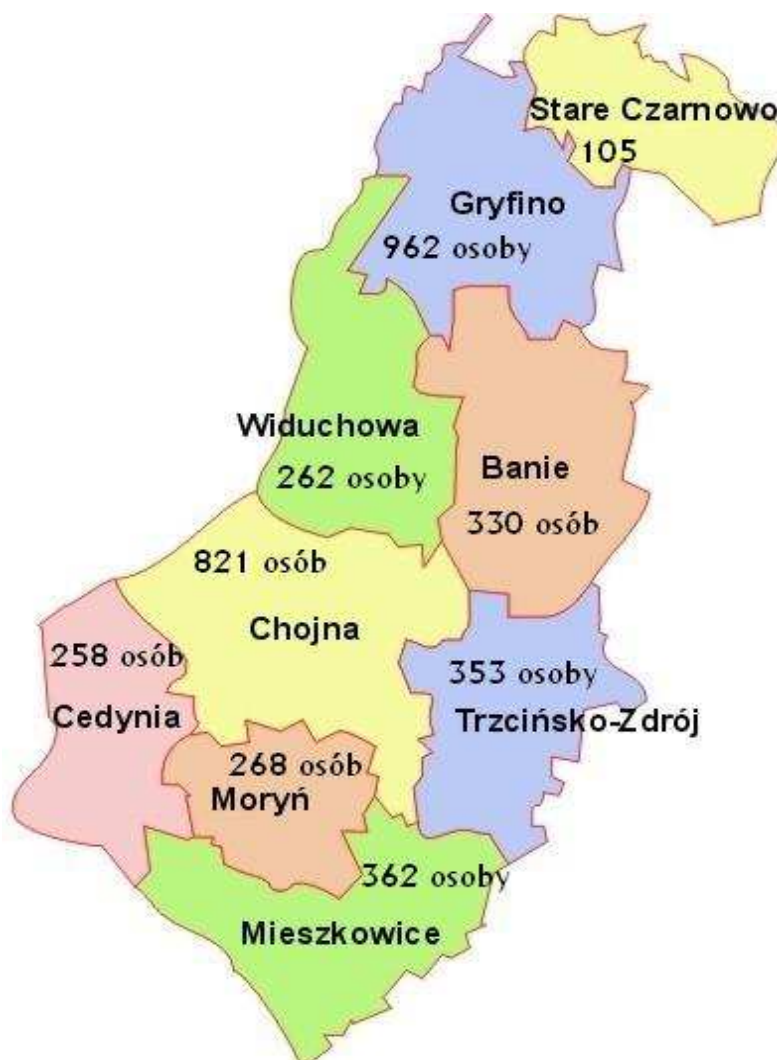 Stare Czarnowo
105
Gryfino
962 osoby
Widuchowa
262 osoby
Banie
330 osób
821 osób
Chojna
258 osób
Cedynia
353 osoby
Trzcińsko-Zdrój
268 osób
Moryń
362 osoby
Mieszkowice